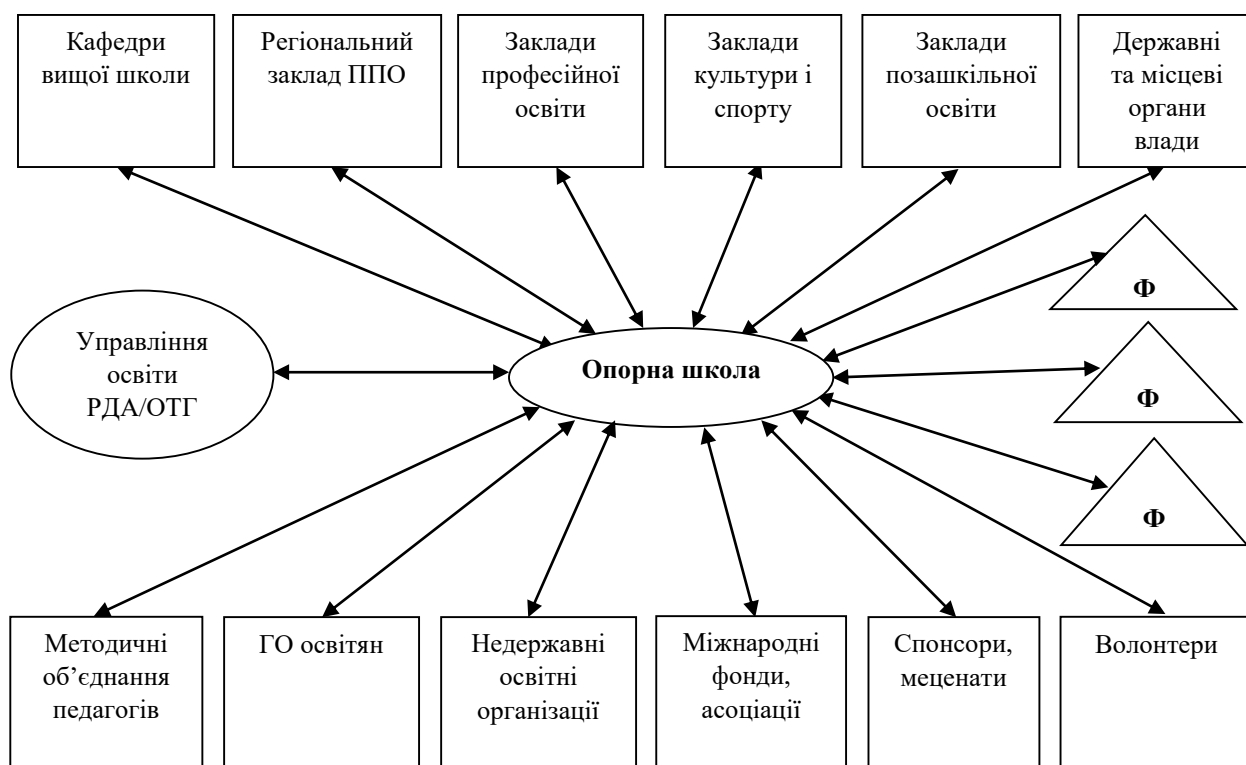 Кафедри
вищої школи
Регіональний
заклад ППО
Заклади
професійної
освіти
Заклади
культури і
спорту
Заклади
позашкільної
освіти
Державні
та місцеві
органи
влади
Ф
Управління
освіти
РДА/ОТГ
Опорна школа
Ф
Ф
Методичні
об’єднання
педагогів
ГО освітян
Недержавні
освітні
організації
Міжнародні
фонди,
асоціації
Спонсори,
меценати
Волонтери